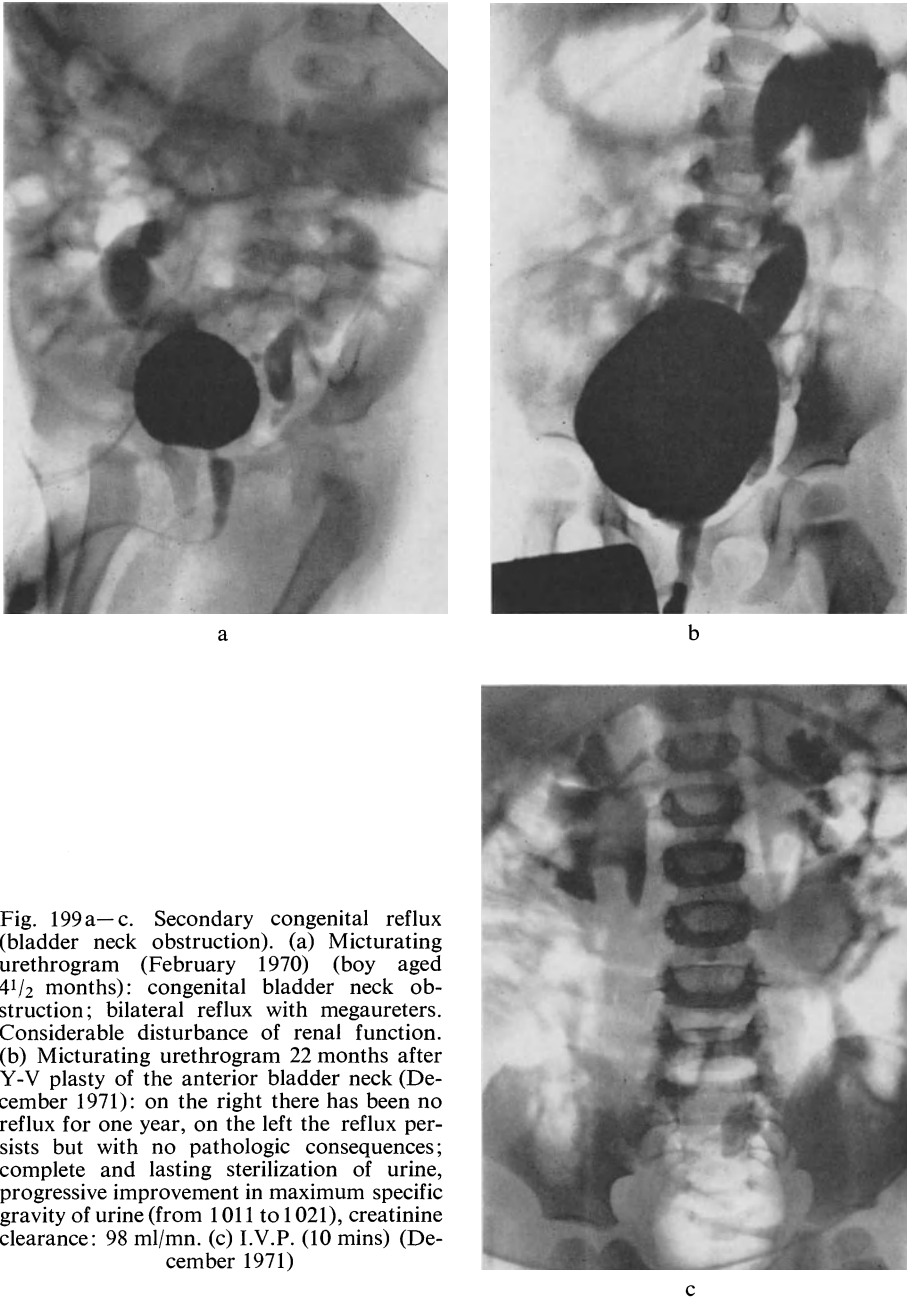 a
b
Fig. 199a—c. Secondary congenital reflux
(bladder neck obstruction). (a) Micturating
urethrogram (February 1970) (boy aged
4¹/₂ months): congenital bladder neck ob-
struction; bilateral reflux with megaureters.
Considerable disturbance of renal function.
(b) Micturating urethrogram 22 months after
Y-V plasty of the anterior bladder neck (De-
cember 1971): on the right there has been no
reflux for one year, on the left the reflux per-
sists but with no pathologic consequences;
complete and lasting sterilization of urine,
progressive improvement in maximum specific
gravity of urine (from 1011 to 1021), creatinine
clearance: 98 ml/mn. (c) I.V.P. (10 mins) (De-
cember 1971)
c